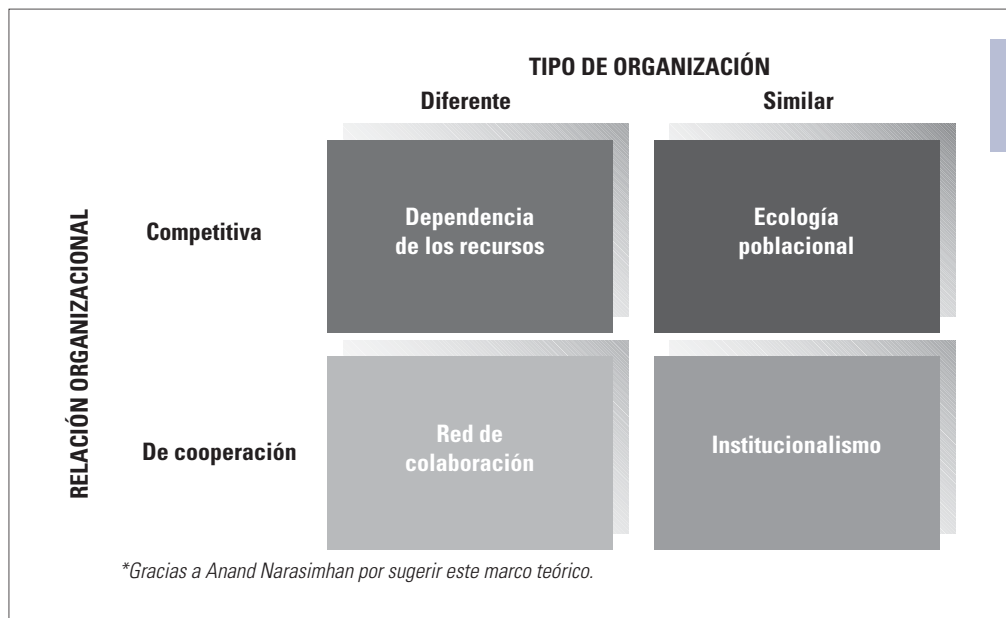 TIPO DE ORGANIZACIÓN
Diferente
Similar
RELACIÓN ORGANIZACIONAL
Competitiva
Dependencia
de los recursos
Ecología
poblacional
De cooperación
Red de
colaboración
Institucionalismo
*Gracias a Anand Narasimhan por sugerir este marco teórico.